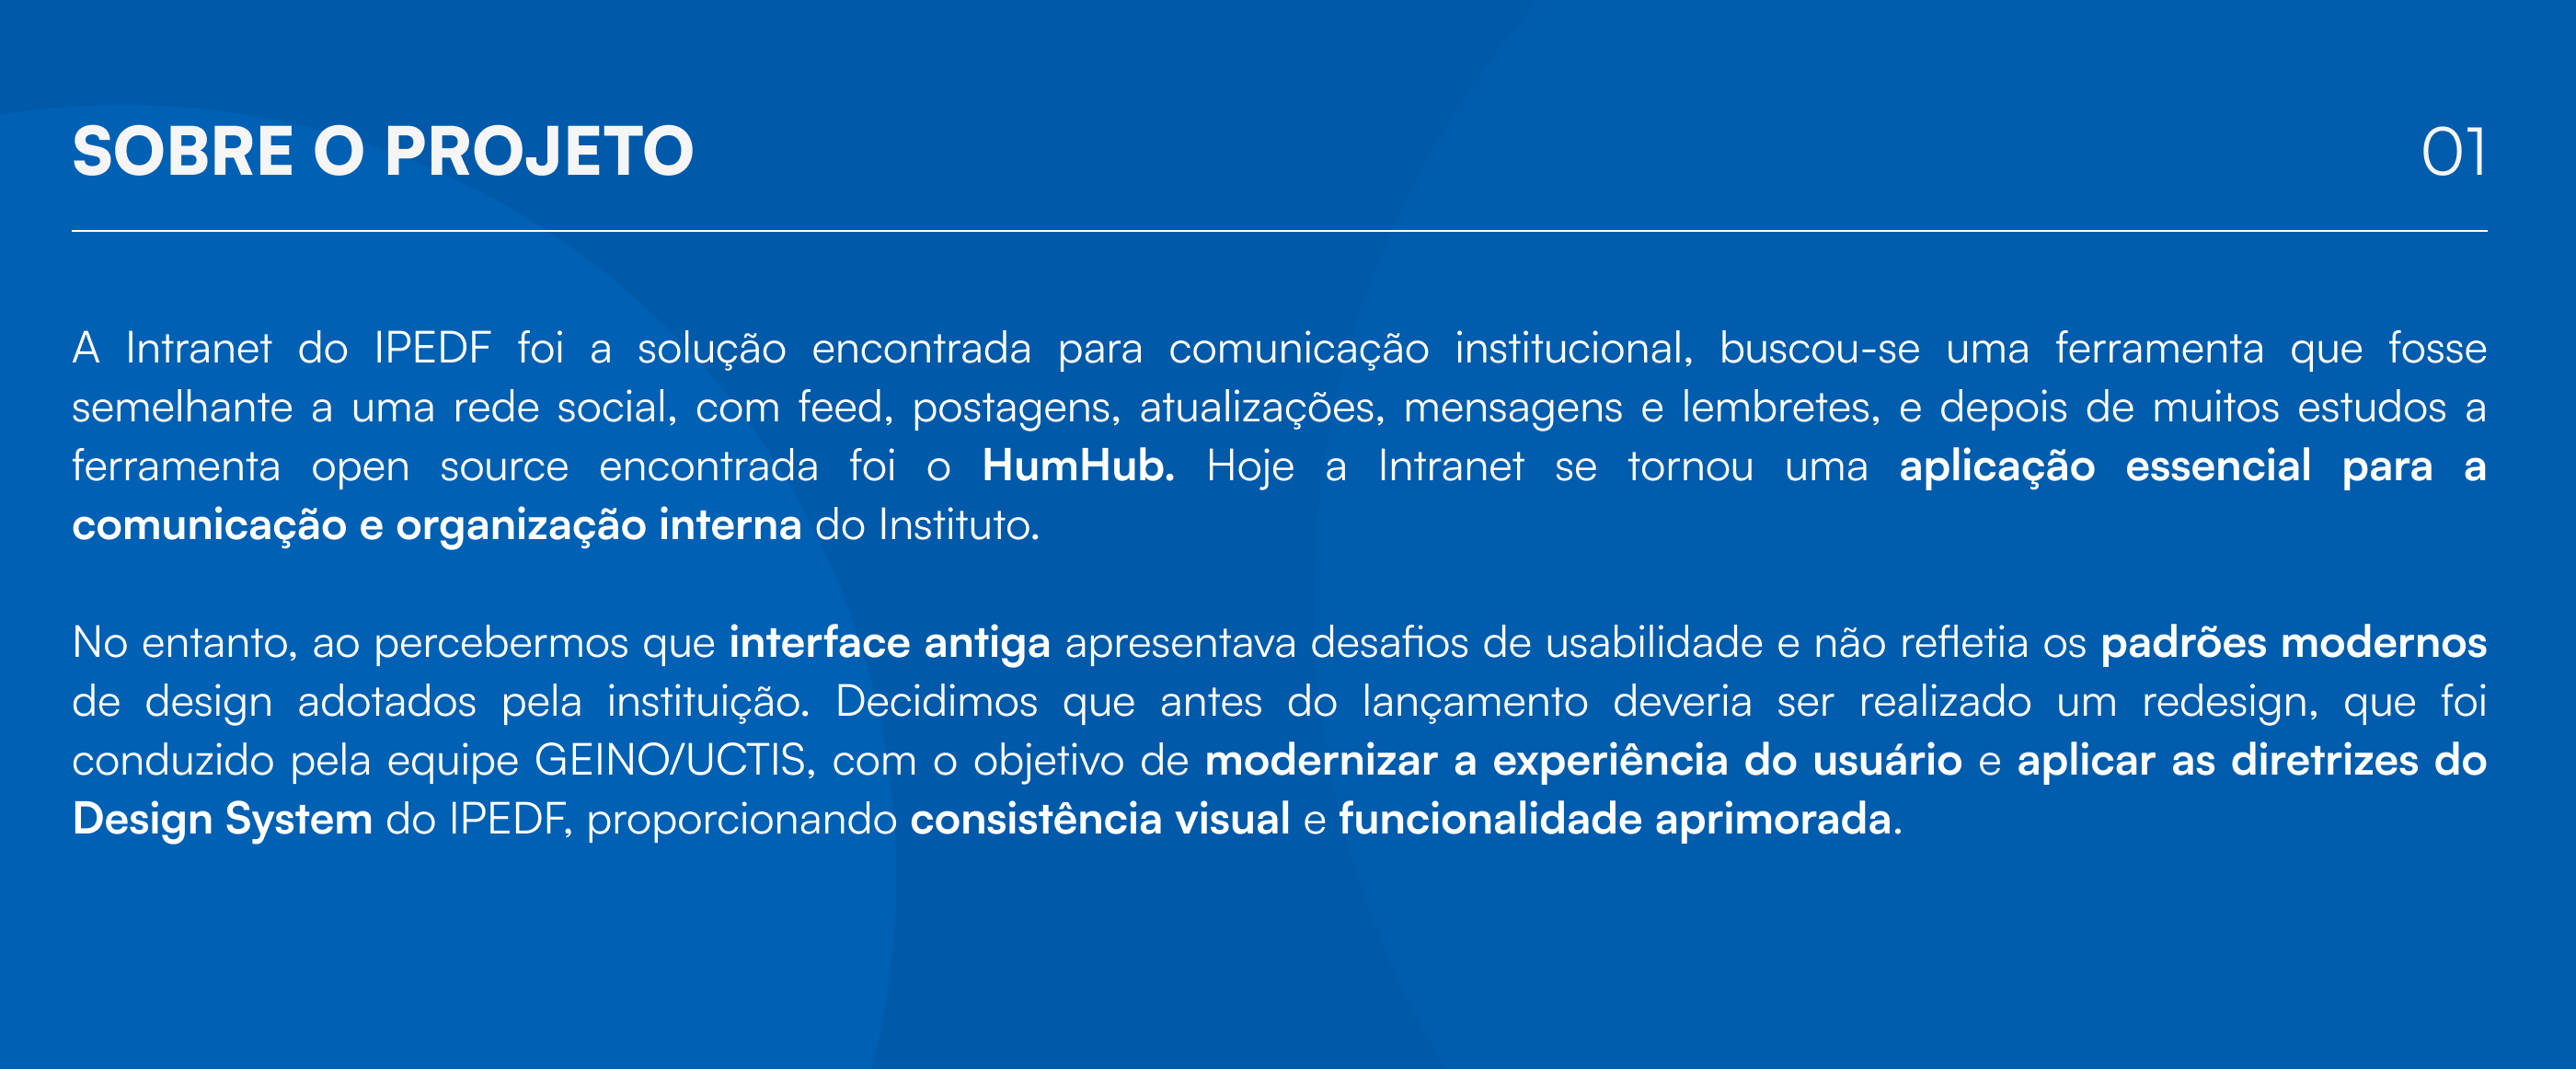 SOBRE O PROJETO
01
A Intranet do IPEDF foi a solução encontrada para comunicação institucional, buscou-se uma ferramenta que fosse
semelhante a uma rede social, com feed, postagens, atualizações, mensagens e lembretes, e depois de muitos estudos a
ferramenta open source encontrada foi o HumHub. Hoje a Intranet se tornou uma aplicação essencial para a
comunicação e organização interna do Instituto.
No entanto, ao percebermos que interface antiga apresentava desafios de usabilidade e não refletia os padrões modernos
de design adotados pela instituição. Decidimos que antes do lançamento deveria ser realizado um redesign, que foi
conduzido pela equipe GEINO/UCTIS, com o objetivo de modernizar a experiência do usuário e aplicar as diretrizes do
Design System do IPEDF, proporcionando consistência visual e funcionalidade aprimorada.